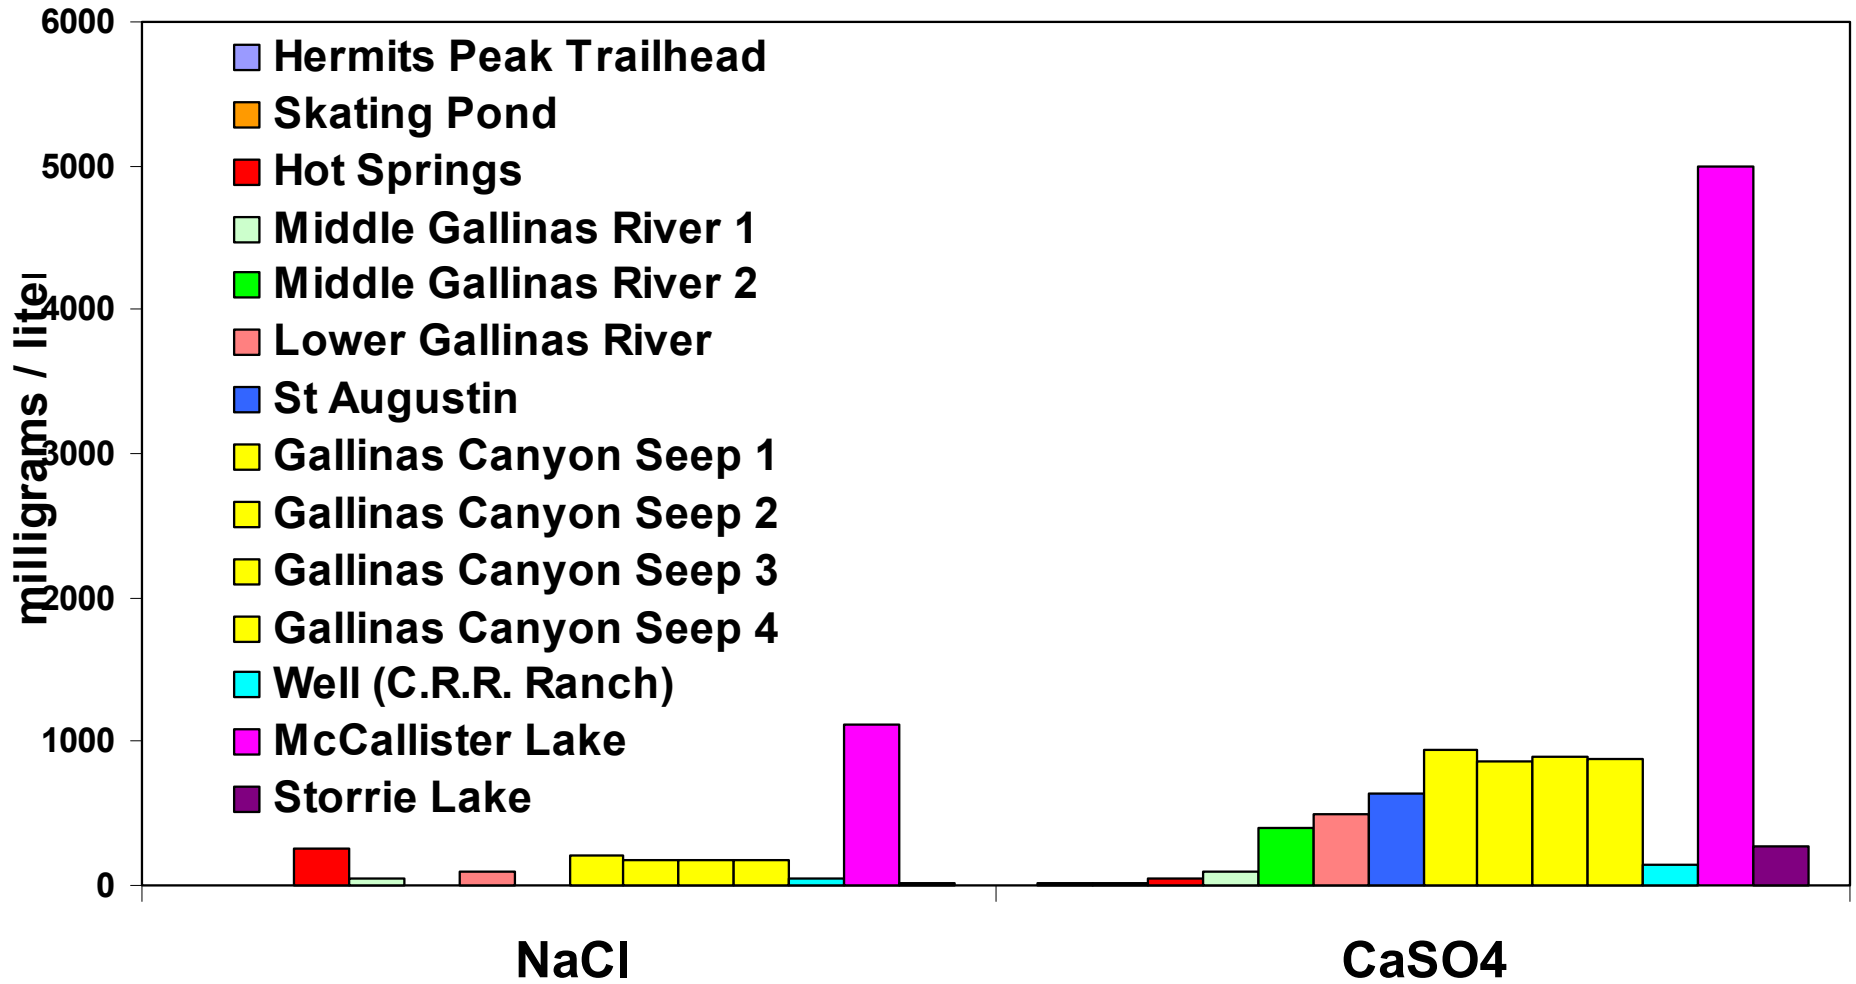 6000
5000
4000
3000
2000
1000
0
milligrams / liter
Hermits Peak Trailhead
Skating Pond
Hot Springs
Middle Gallinas River 1
Middle Gallinas River 2
Lower Gallinas River
St Augustin
Gallinas Canyon Seep 1
Gallinas Canyon Seep 2
Gallinas Canyon Seep 3
Gallinas Canyon Seep 4
Well (C.R.R. Ranch)
McCallister Lake
Storrie Lake
NaCl
CaSO4